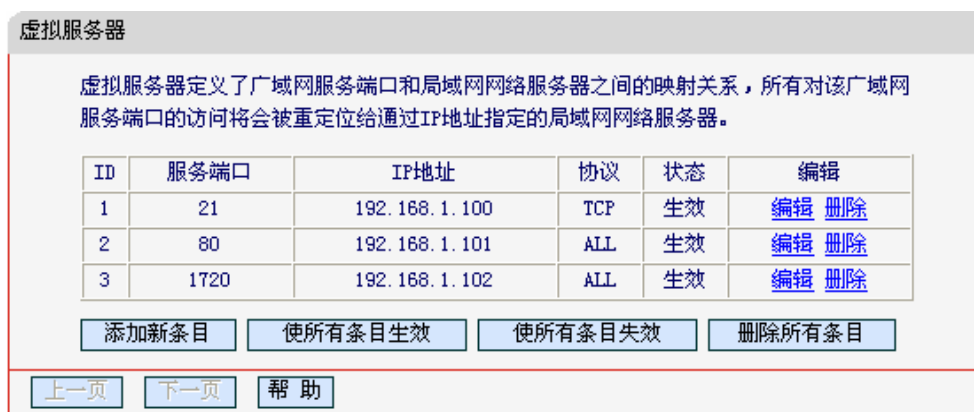 虚拟服务器
虚拟服务器定义了广域网服务端口和局域网网络服务器之间的映射关系，所有对该广域网
服务端口的访问将会被重定位给通过IP地址指定的局域网网络服务器。
ID 服务端口 IP地址 协议 状态 编辑
1 21 192.168.1.100 TCP 生效 编辑 删除
2 80 192.168.1.101 ALL 生效 编辑 删除
3 1720 192.168.1.102 ALL 生效 编辑 删除
添加新条目 使所有条目生效 使所有条目失效 删除所有条目
上一页 下一页 帮 助